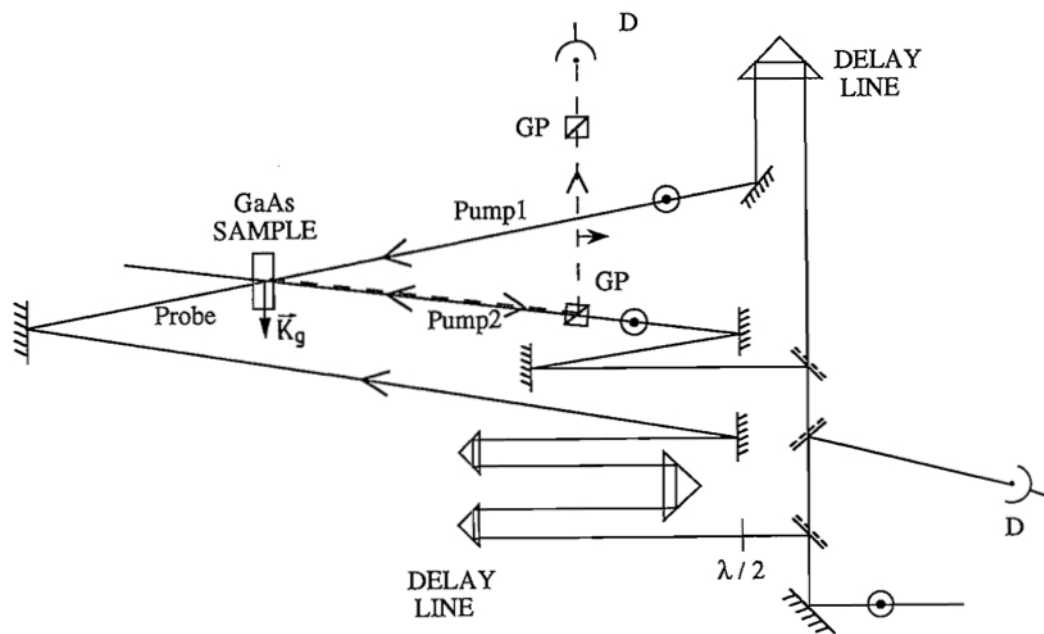 D
DELAY
LINE
GP
GaAs
SAMPLE
Pump1
GP
Probe
K⃗g
Pump2
D
λ / 2
DELAY
LINE